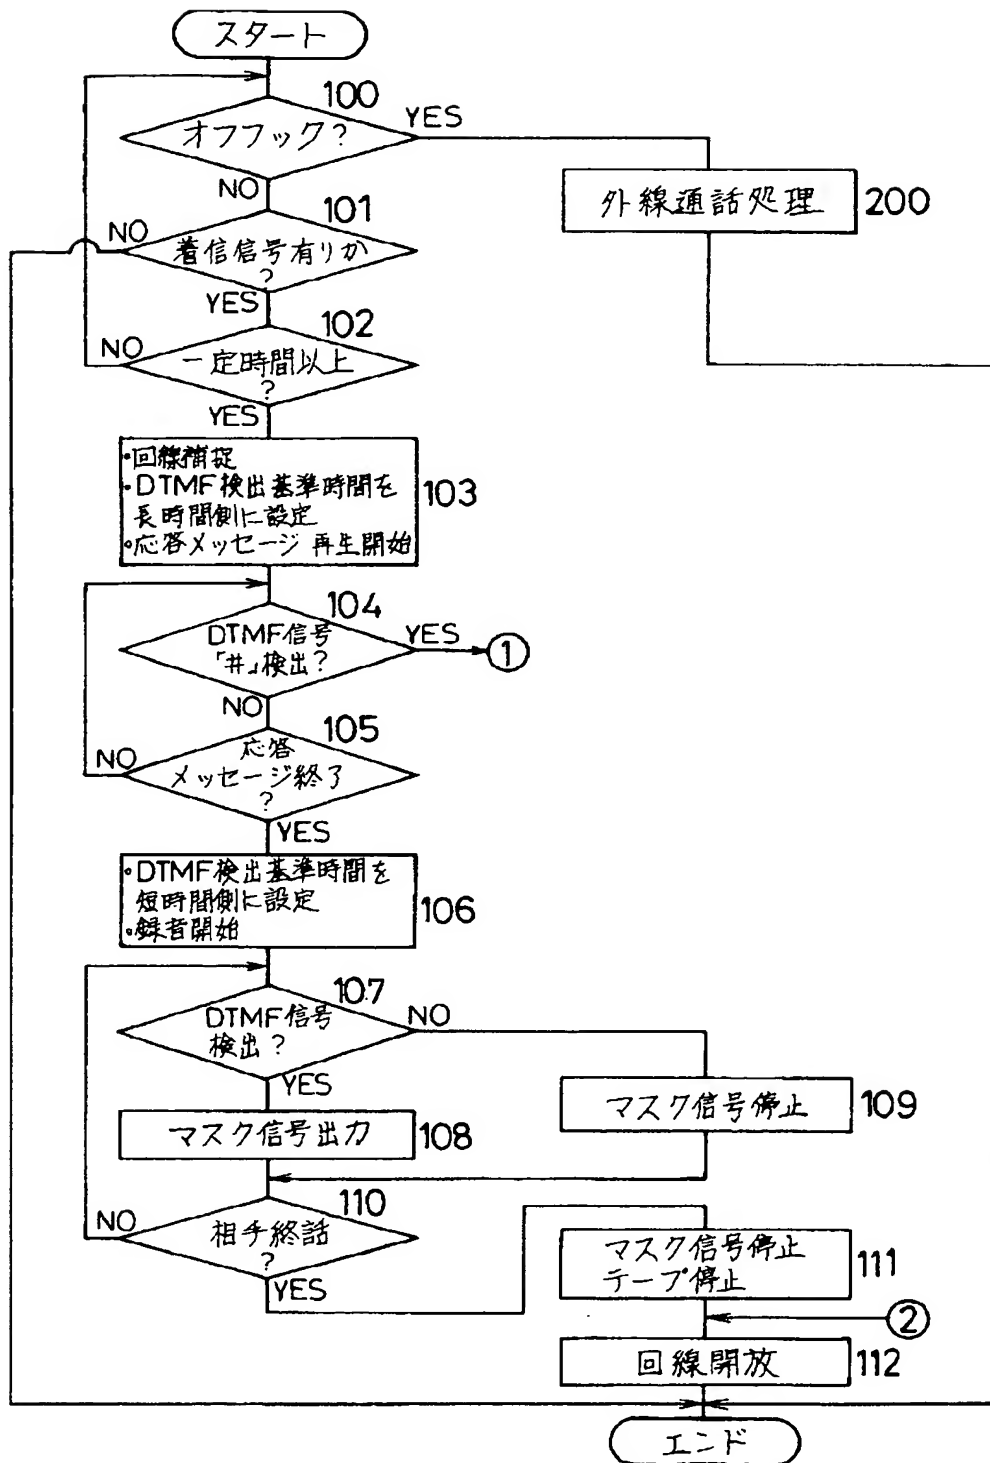 スタート
100
オフフック?
YES
NO
外線通話処理
200
101
NO
着信信号有りか
?
YES
102
NO
一定時間以上
?
YES
・回線捕捉
・DTMF検出基準時間を
長時間側に設定
・応答メッセージ 再生開始
103
104
DTMF信号
「#」検出?
YES
①
NO
105
NO
応答
メッセージ終了
?
YES
・DTMF検出基準時間を
短時間側に設定
・録音開始
106
107
DTMF信号
検出?
NO
YES
マスク信号出力
108
マスク信号停止
109
110
NO
相手終話
?
YES
マスク信号停止
テープ停止
111
②
回線開放
112
エンド